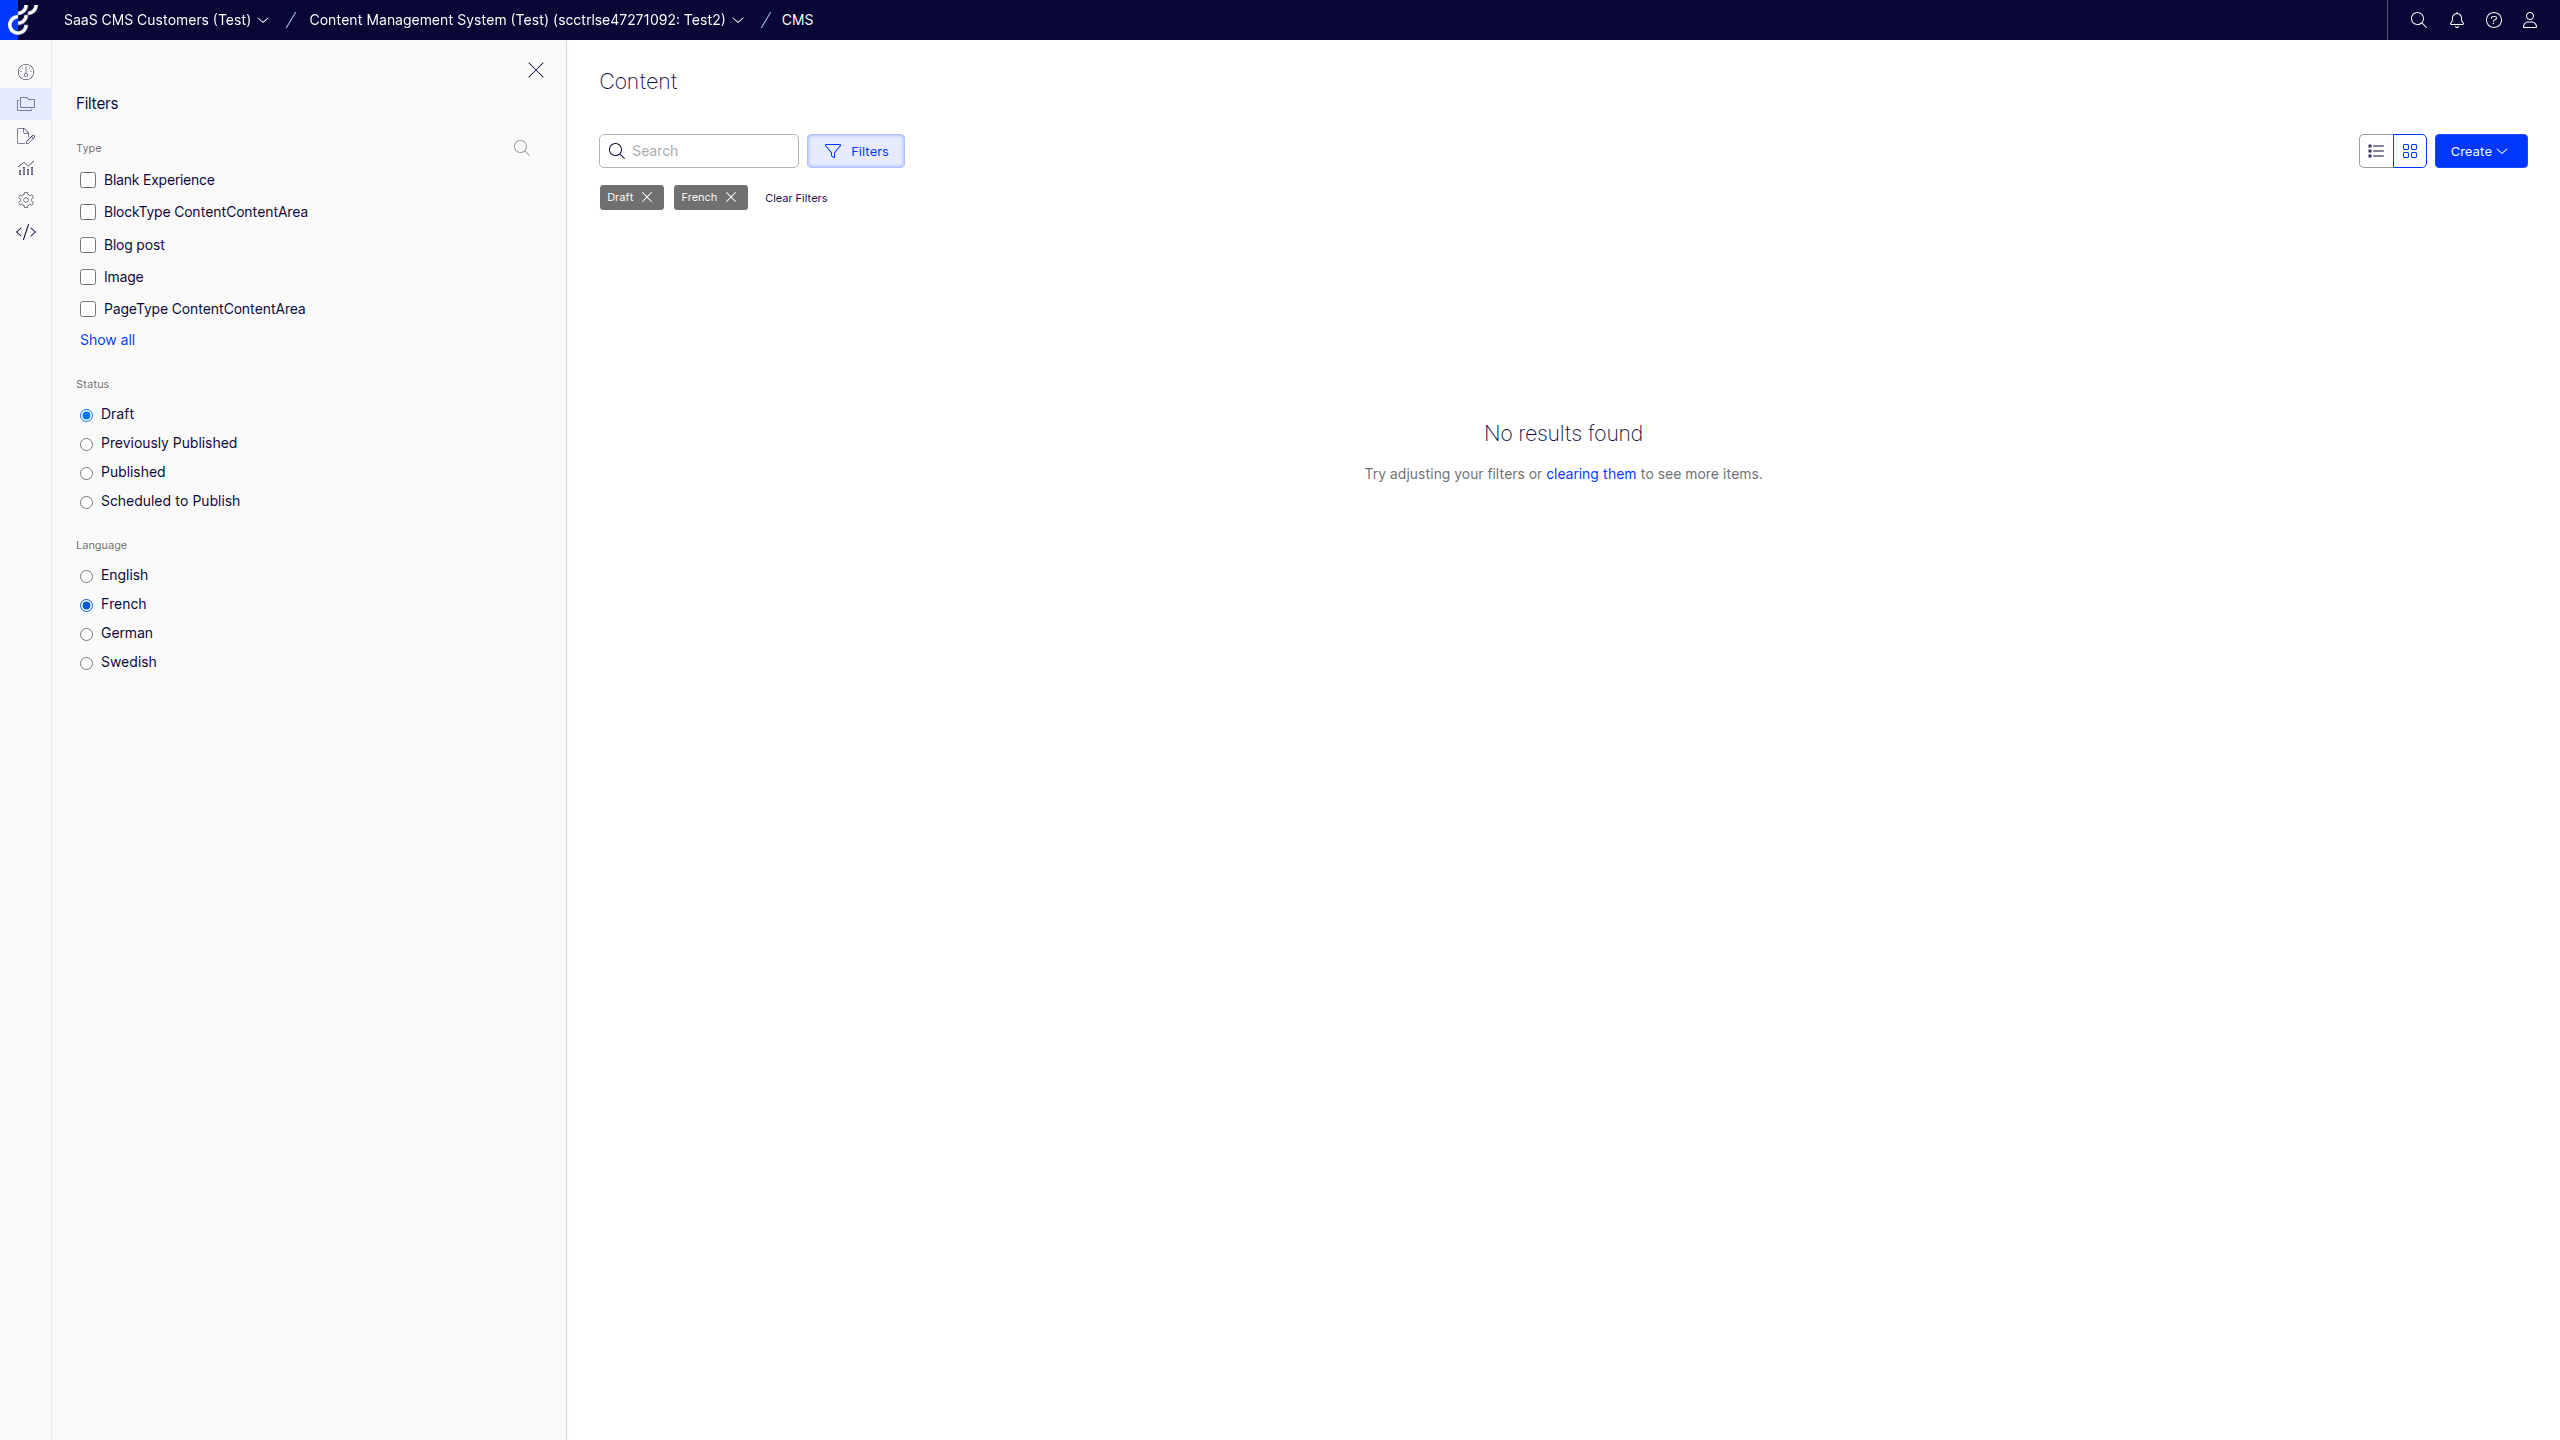 SaaS CMS Customers (Test) / Content Management System (Test) (scctrlse47271092: Test2) / CMS
Filters
Type
Blank Experience
BlockType ContentContentArea
Blog post
Image
PageType ContentContentArea
Show all
Status
Draft
Previously Published
Published
Scheduled to Publish
Language
English
French
German
Swedish
Content
Search
Filters
Create
Draft
French
Clear Filters
No results found
Try adjusting your filters or clearing them to see more items.